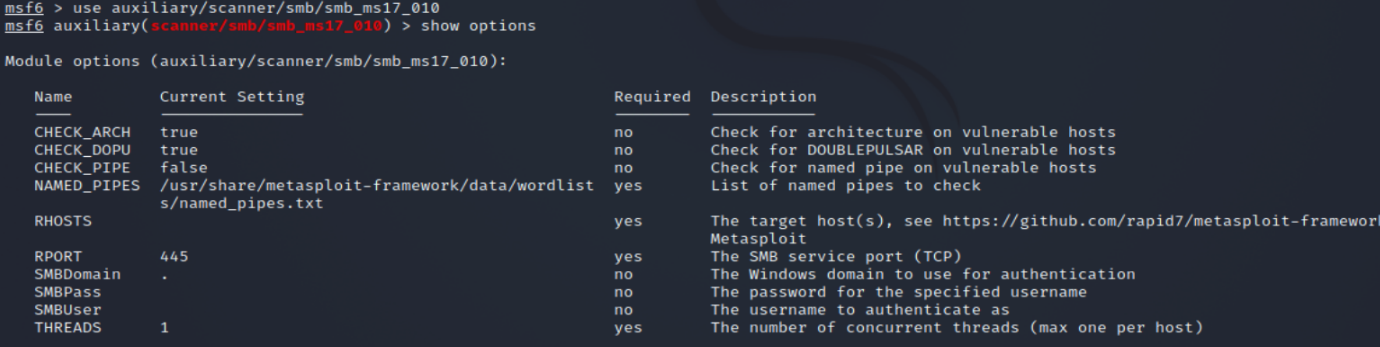 msf6 > use auxiliary/scanner/smb/smb_ms17_010
msf6 auxiliary(scanner/smb/smb_ms17_010) > show options
Module options (auxiliary/scanner/smb/smb_ms17_010):
Name Current Setting Required Description
CHECK_ARCH true no Check for architecture on vulnerable hosts
CHECK_DOPU true no Check for DOUBLEPULSAR on vulnerable hosts
CHECK_PIPE false no Check for named pipe on vulnerable hosts
NAMED_PIPES /usr/share/metasploit-framework/data/wordlist yes List of named pipes to check
s/named_pipes.txt
RHOSTS yes The target host(s), see https://github.com/rapid7/metasploit-framework
Metasploit
RPORT 445 yes The SMB service port (TCP)
SMBDomain . no The Windows domain to use for authentication
SMBPass no The password for the specified username
SMBUser no The username to authenticate as
THREADS 1 yes The number of concurrent threads (max one per host)